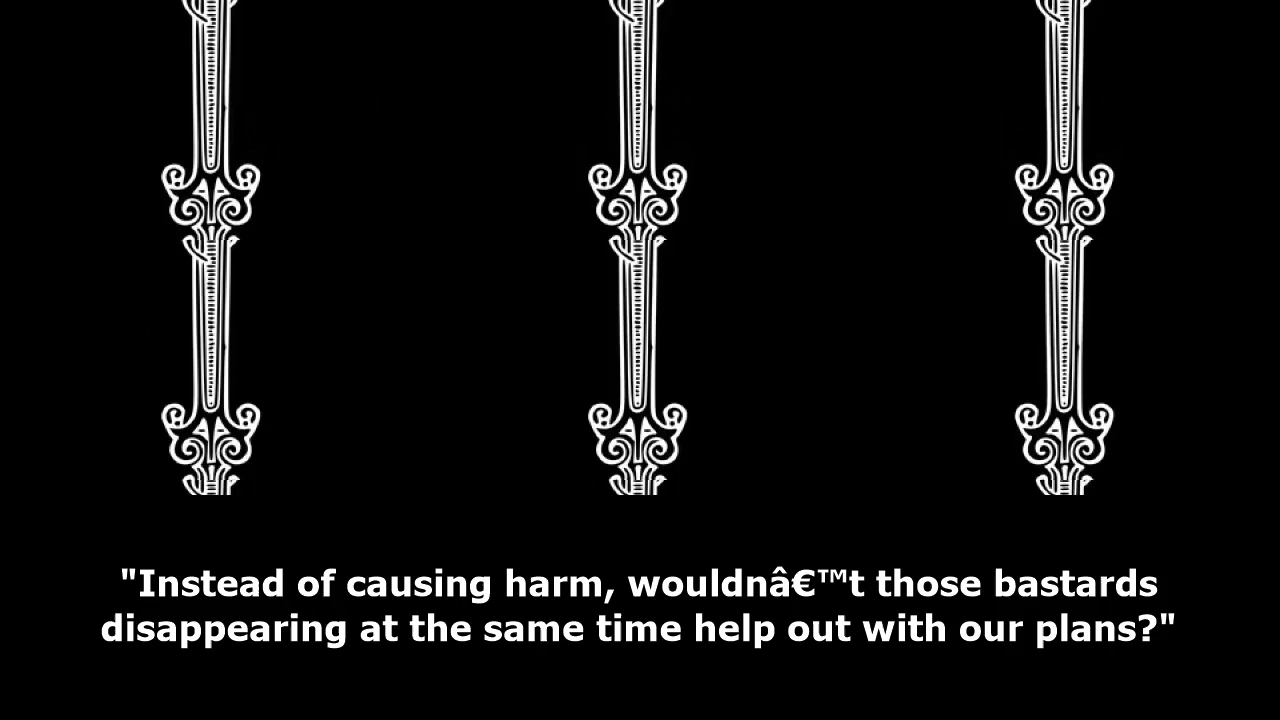 "Instead of causing harm, wouldnâ€™t those bastards
disappearing at the same time help out with our plans?"